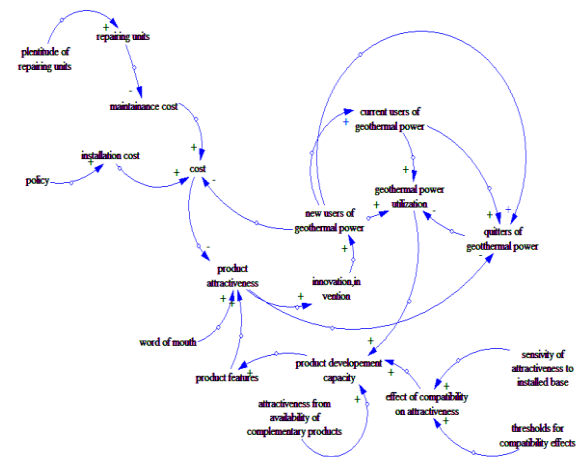 repairing units
plentitude of
repairing units
maintainance cost
current users of
geothermal power
installation cost
policy
cost
geothermal power
utilization
new users of
geothermal power
quitters of
geotthermal power
product
attractiveness
innovation,in
vention
word of mouth
product developement
capacity
product features
sensivity of
attractiveness to
installed base
effect of compatibility
on attractiveness
attractiveness from
availability of
complementary products
thresholds for
compatibility effects